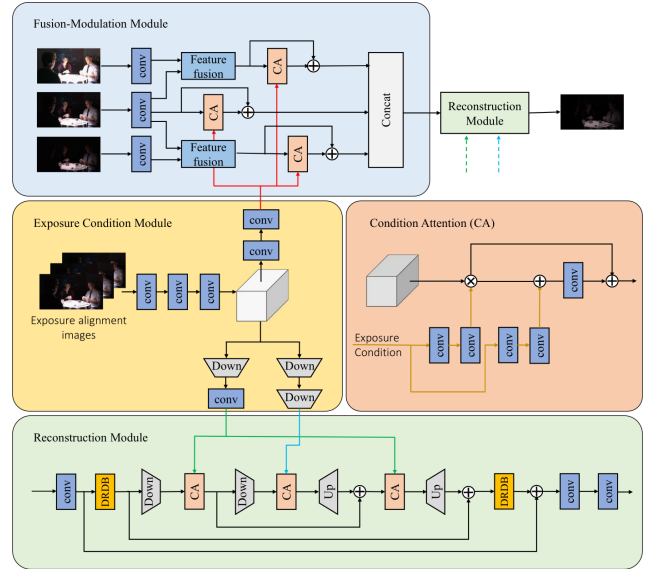 Fusion-Modulation Module
conv
Feature
fusion
CA
conv
CA
Concat
Reconstruction
Module
conv
Feature
fusion
CA
Exposure Condition Module
conv
conv
conv
conv
conv
Exposure alignment
images
Down
Down
conv
Down
Condition Attention (CA)
conv
Exposure
Condition
conv
conv
conv
conv
Reconstruction Module
conv
DRDB
Down
CA
Down
CA
Up
CA
Up
DRDB
conv
conv